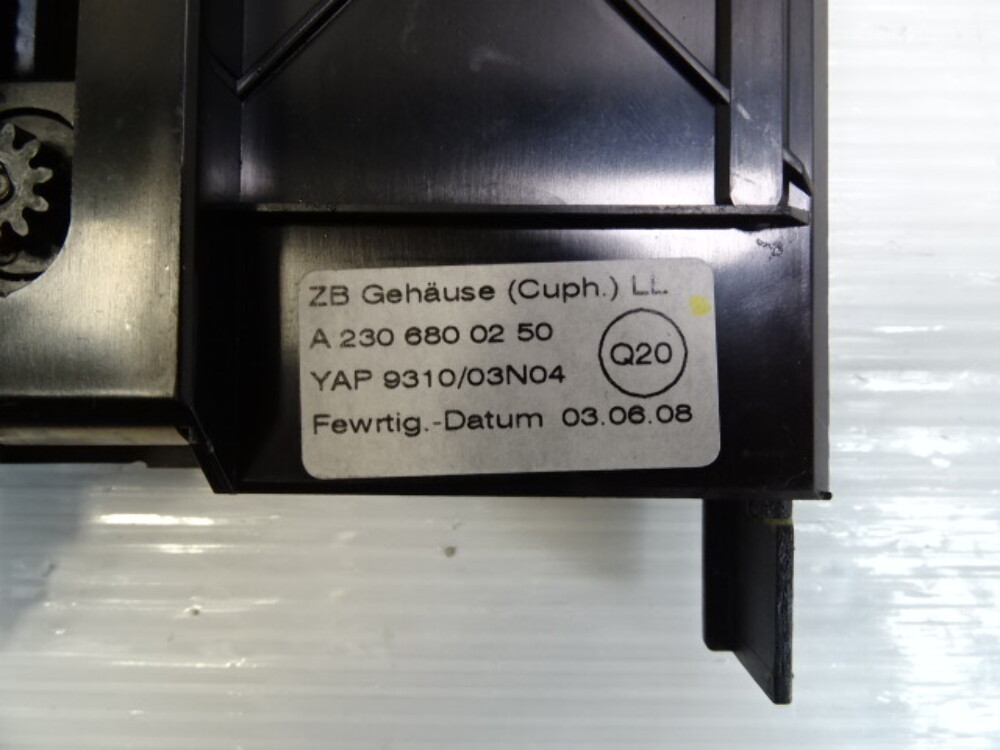 ZB Gehäuse (Cuph.) LL
A 230 680 02 50
Q20
YAP 9310/03N04
Fewrtig.-Datum 03.06.08